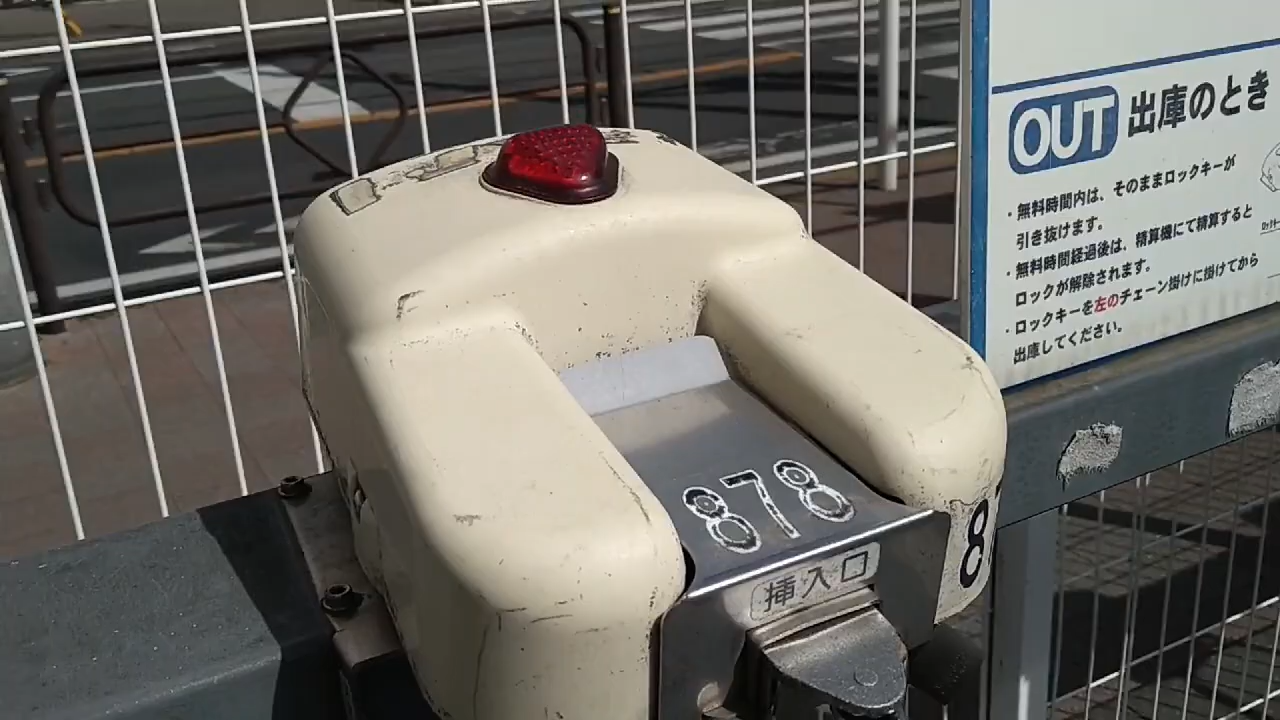 OUT 出庫のとき
・無料時間内は、そのままロックキーが
引き抜けます。
・無料時間経過後は、精算機にて精算すると
ロックが解除されます。
・ロックキーを左のチェーン掛けに掛けてから
出庫してください。
878
挿入口
8